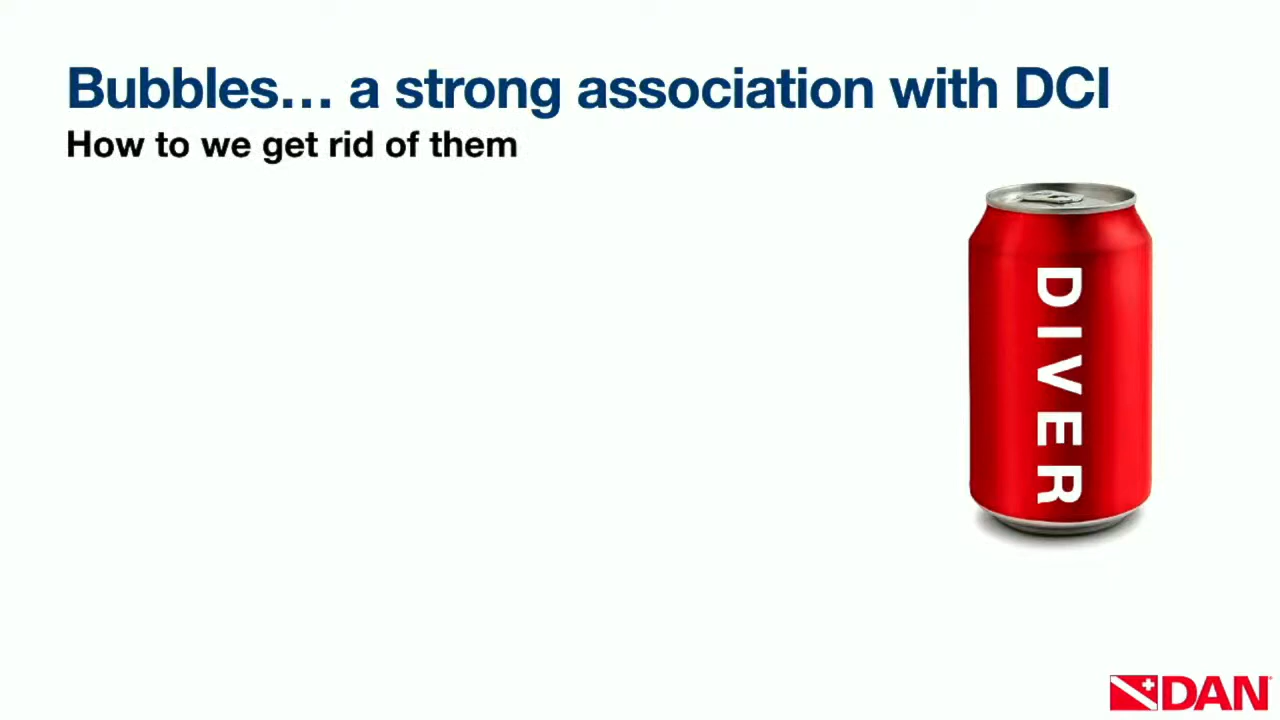 Bubbles… a strong association with DCI
How to we get rid of them
DIVER
DAN